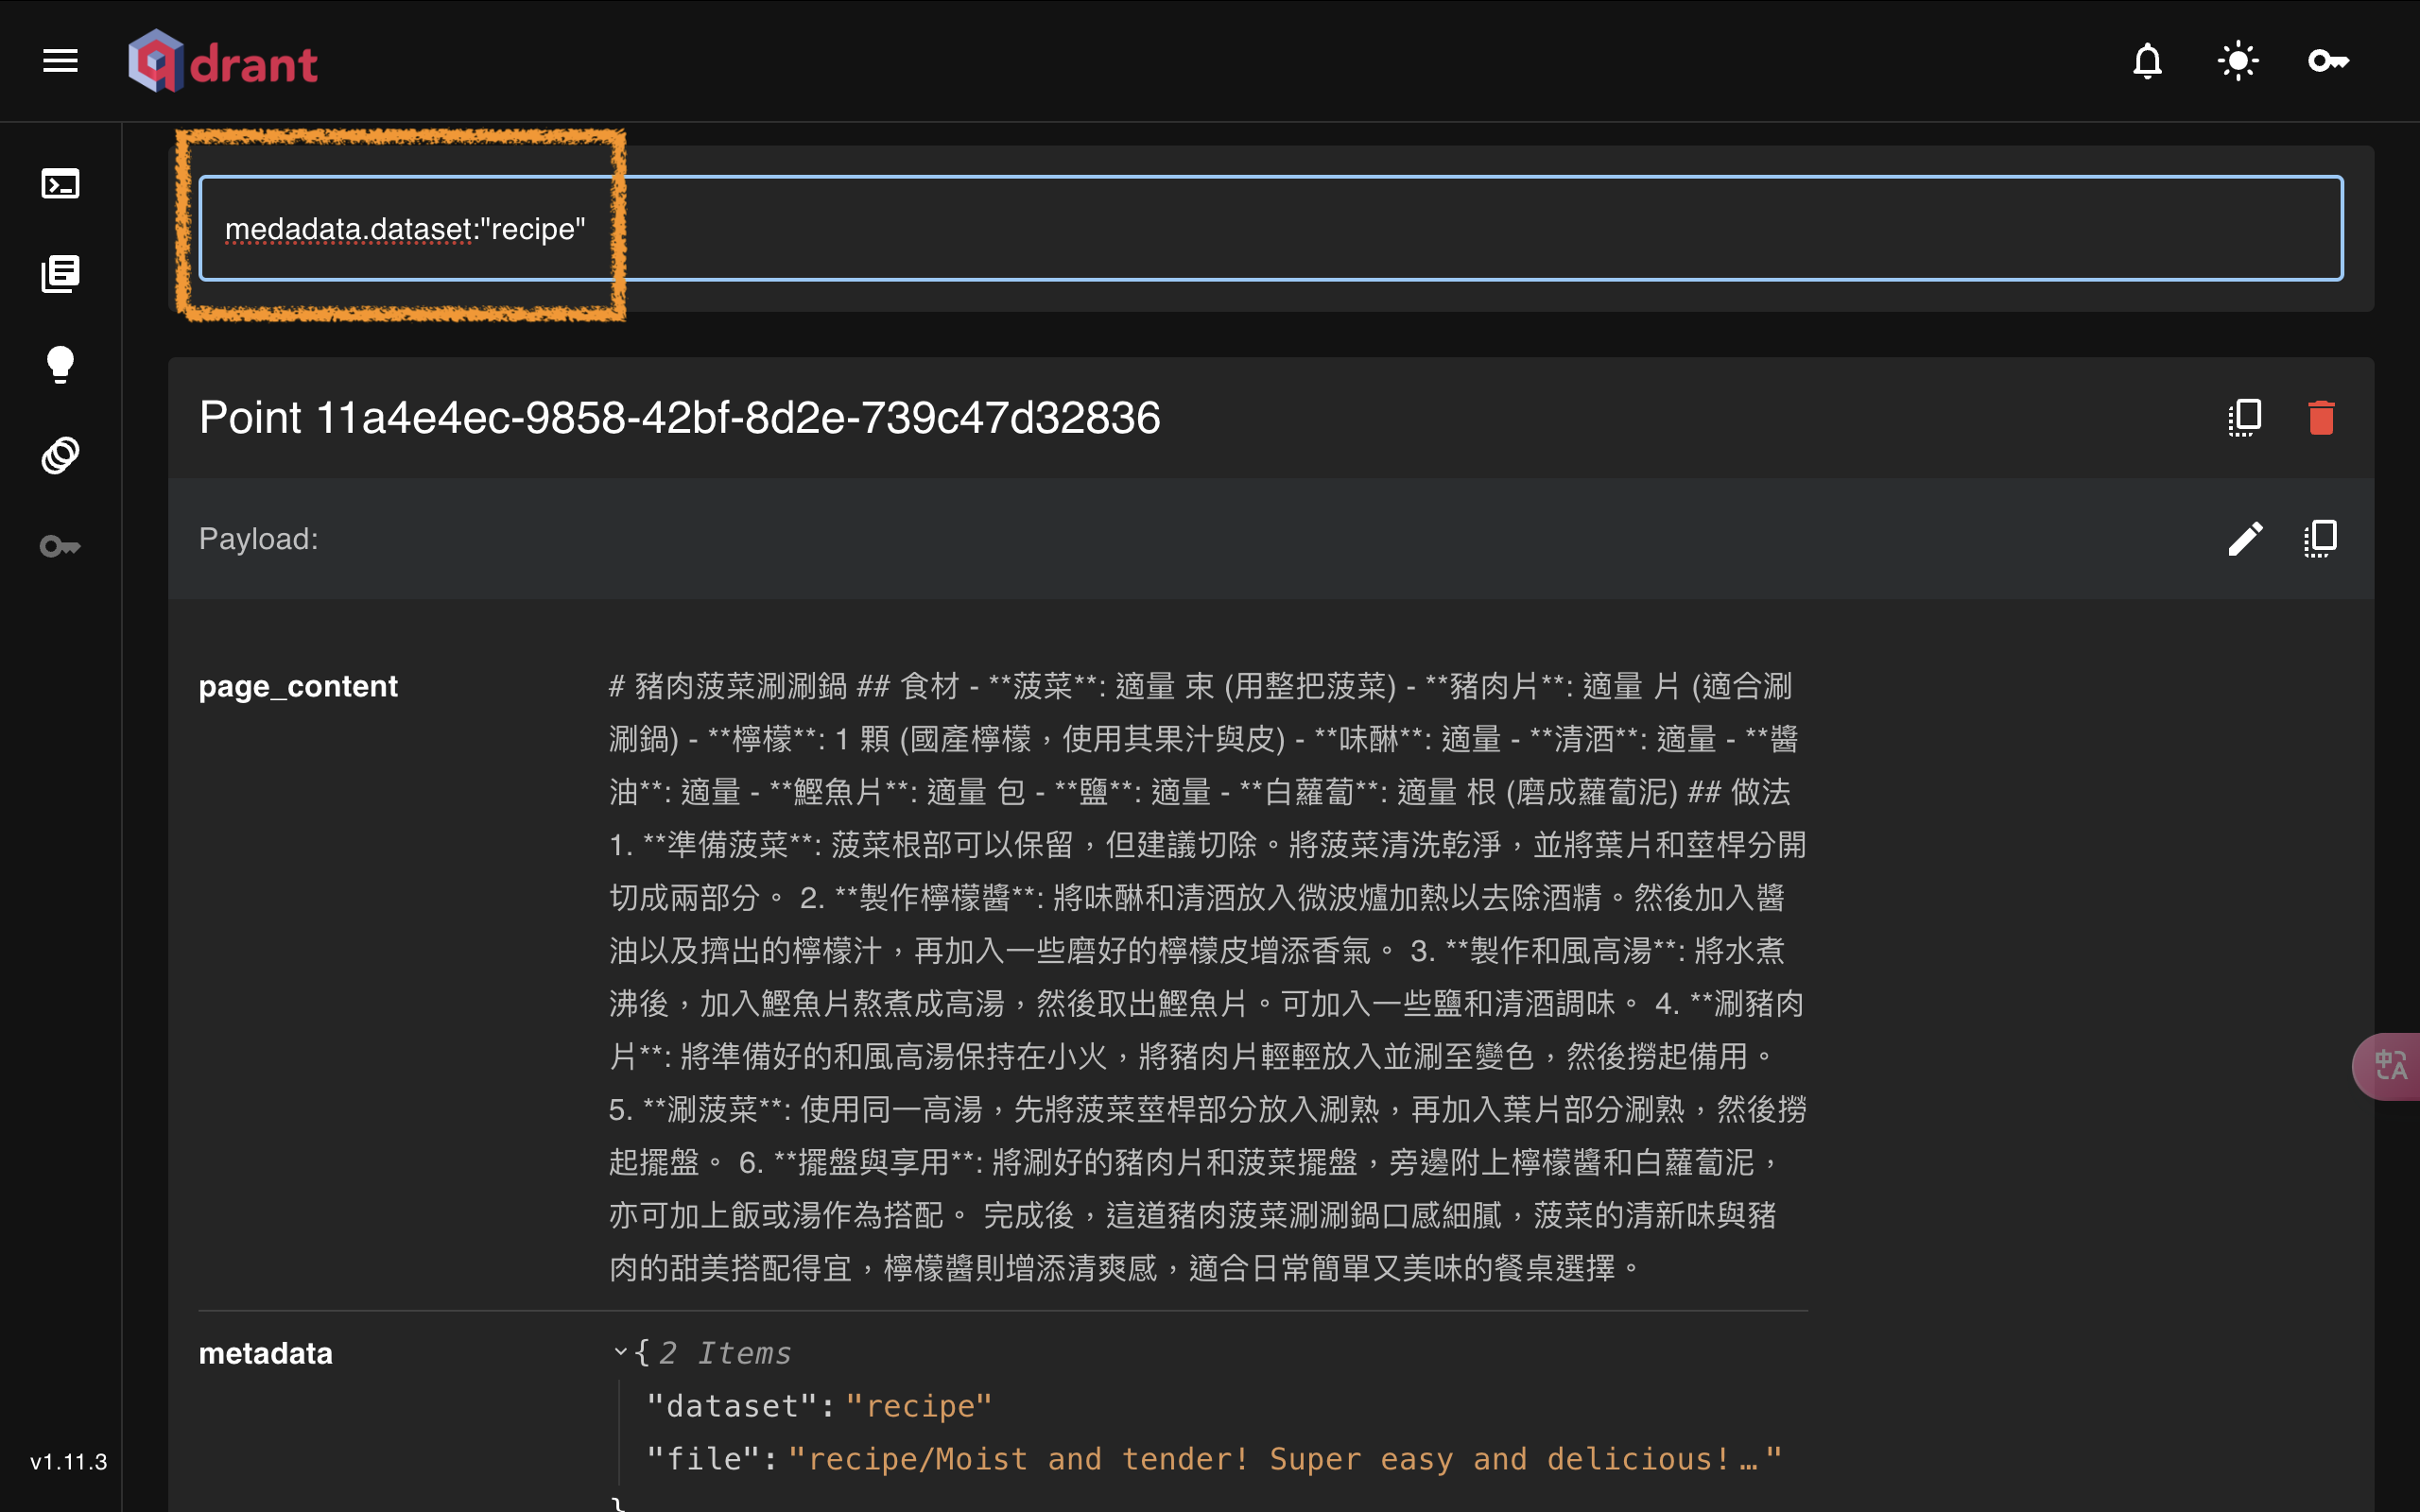 qdrant
medadata.dataset:"recipe"
Point 11a4e4ec-9858-42bf-8d2e-739c47d32836
Payload:
page_content
# 豬肉菠菜涮涮鍋 ## 食材 - **菠菜**: 適量 束 (用整把菠菜) - **豬肉片**: 適量 片 (適合涮
涮鍋) - **檸檬**: 1 顆 (國產檸檬，使用其果汁與皮) - **味醂**: 適量 - **清酒**: 適量 - **醬
油**: 適量 - **鰹魚片**: 適量 包 - **鹽**: 適量 - **白蘿蔔**: 適量 根 (磨成蘿蔔泥) ## 做法
1. **準備菠菜**: 菠菜根部可以保留，但建議切除。將菠菜清洗乾淨，並將葉片和莖桿分開
切成兩部分。 2. **製作檸檬醬**: 將味醂和清酒放入微波爐加熱以去除酒精。然後加入醬
油以及擠出的檸檬汁，再加入一些磨好的檸檬皮增添香氣。 3. **製作和風高湯**: 將水煮
沸後，加入鰹魚片熬煮成高湯，然後取出鰹魚片。可加入一些鹽和清酒調味。 4. **涮豬肉
片**: 將準備好的和風高湯保持在小火，將豬肉片輕輕放入並涮至變色，然後撈起備用。
5. **涮菠菜**: 使用同一高湯，先將菠菜莖桿部分放入涮熟，再加入葉片部分涮熟，然後撈
起擺盤。 6. **擺盤與享用**: 將涮好的豬肉片和菠菜擺盤，旁邊附上檸檬醬和白蘿蔔泥，
亦可加上飯或湯作為搭配。 完成後，這道豬肉菠菜涮涮鍋口感細膩，菠菜的清新味與豬
肉的甜美搭配得宜，檸檬醬則增添清爽感，適合日常簡單又美味的餐桌選擇。
metadata
{ 2 Items
"dataset": "recipe"
"file": "recipe/Moist and tender! Super easy and delicious!…"
}
v1.11.3
中A